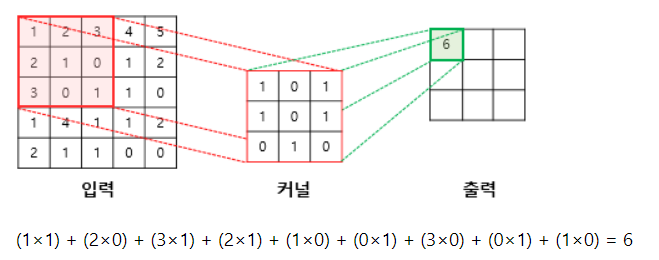 1 2 3 4 5
2 1 0 1 2
3 0 1 1 0
1 4 1 1 2
2 1 1 0 0
1 0 1
1 0 1
0 1 0
6
입력 커널 출력
(1×1) + (2×0) + (3×1) + (2×1) + (1×0) + (0×1) + (3×0) + (0×1) + (1×0) = 6